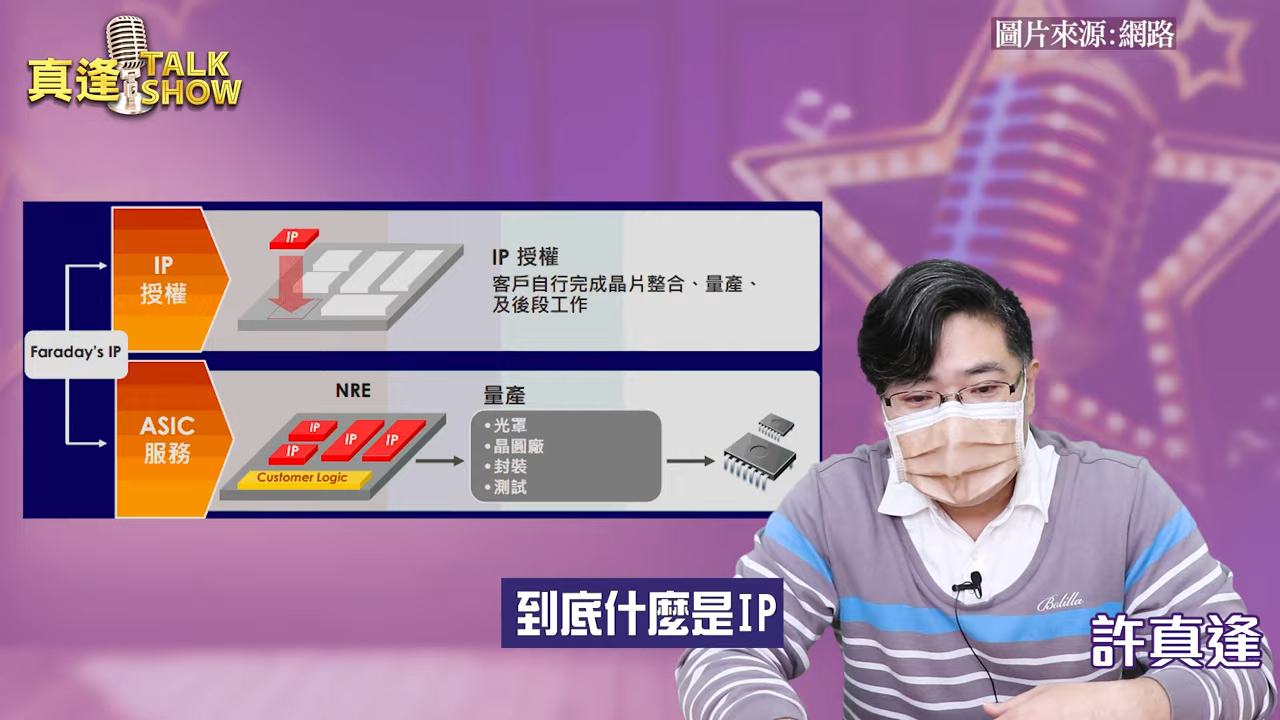 真逢
TALK
SHOW
圖片來源:網路
IP
授權
IP
IP 授權
客戶自行完成晶片整合、量產、
及後段工作
Faraday's IP
ASIC
服務
NRE
IP
IP
IP
IP
Customer Logic
量產
•光罩
•晶圓廠
•封裝
•測試
到底什麼是IP
Bolilla
許真逢